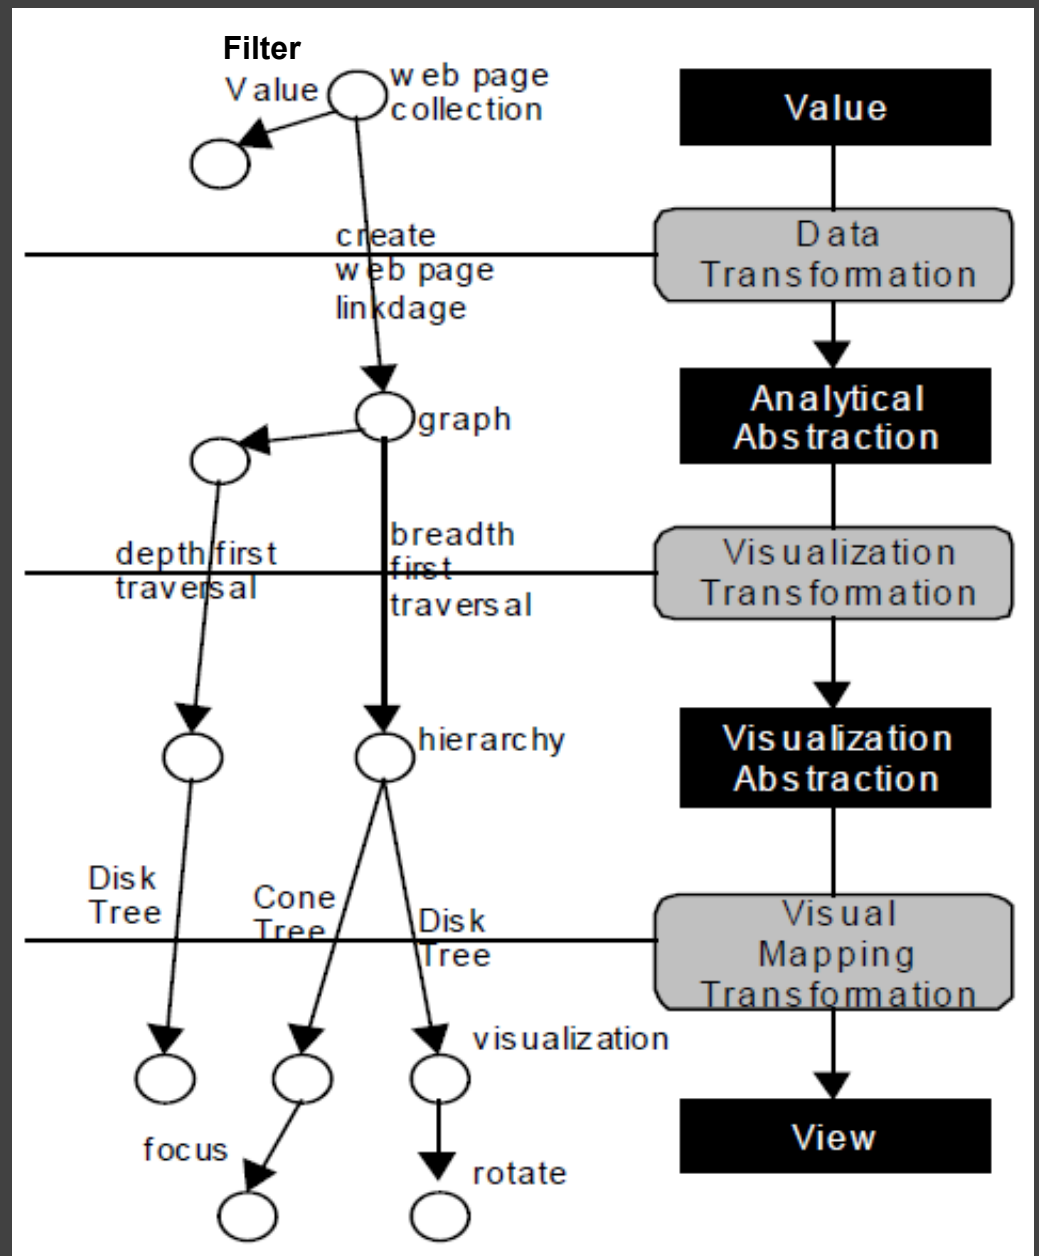 Filter
Value
web page
collection
Value
create
web page
linkdage
Data
Transformation
graph
Analytical
Abstraction
depth first
traversal
breadth
first
traversal
Visualization
Transformation
hierarchy
Visualization
Abstraction
Disk
Tree
Cone
Tree
Disk
Tree
Visual
Mapping
Transformation
visualization
focus
rotate
View